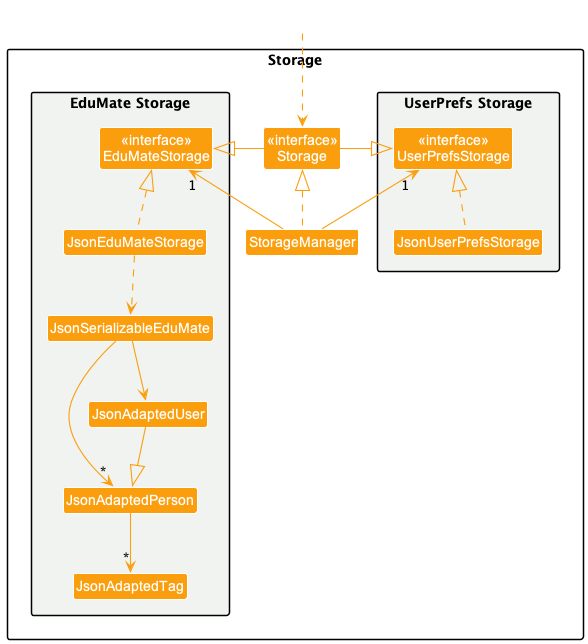 Storage
EduMate Storage
UserPrefs Storage
«interface»
EduMateStorage
«interface»
Storage
«interface»
UserPrefsStorage
1
1
JsonEduMateStorage
StorageManager
JsonUserPrefsStorage
JsonSerializableEduMate
JsonAdaptedUser
*
JsonAdaptedPerson
*
JsonAdaptedTag